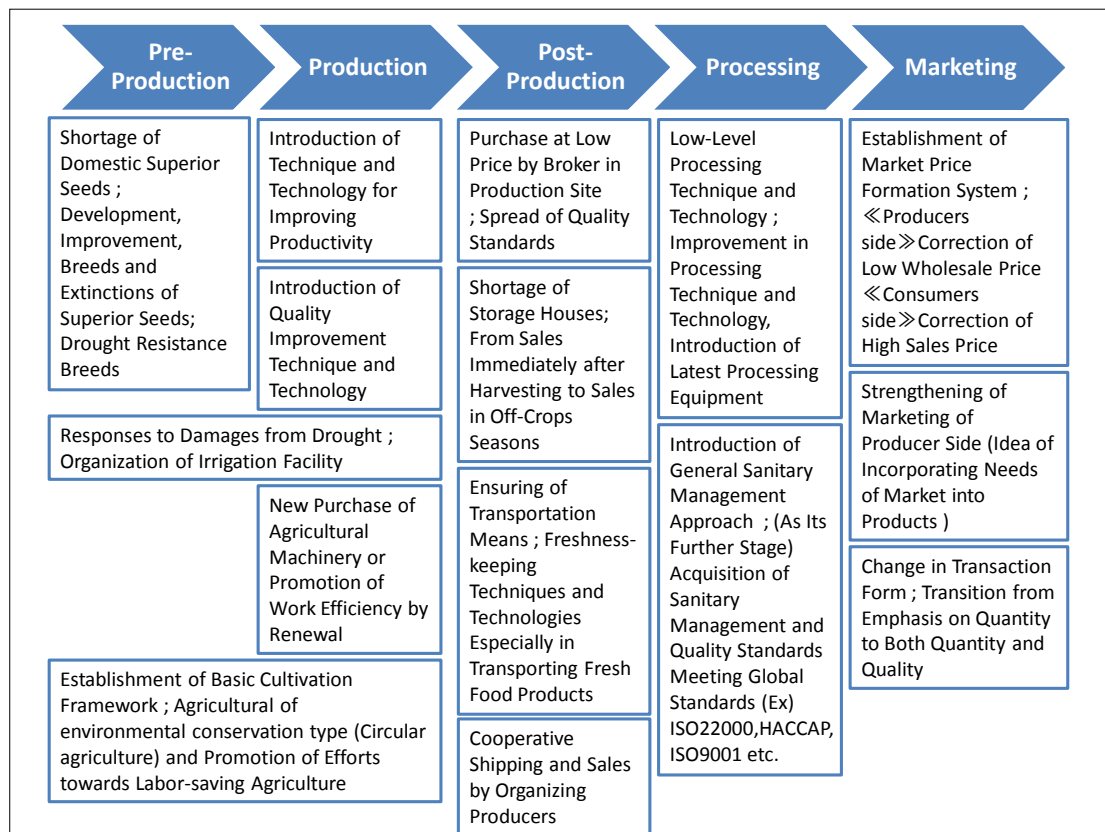 Pre-
Production
Production
Post-
Production
Processing
Marketing
Shortage of
Domestic Superior
Seeds ;
Development,
Improvement,
Breeds and
Extinctions of
Superior Seeds;
Drought Resistance
Breeds
Introduction of
Technique and
Technology for
Improving
Productivity
Introduction of
Quality
Improvement
Technique and
Technology
Responses to Damages from Drought ;
Organization of Irrigation Facility
New Purchase of
Agricultural
Machinery or
Promotion of
Work Efficiency by
Renewal
Establishment of Basic Cultivation
Framework ; Agricultural of
environmental conservation type (Circular
agriculture) and Promotion of Efforts
towards Labor-saving Agriculture
Purchase at Low
Price by Broker in
Production Site
; Spread of Quality
Standards
Shortage of
Storage Houses;
From Sales
Immediately after
Harvesting to Sales
in Off-Crops
Seasons
Ensuring of
Transportation
Means ; Freshness-
keeping
Techniques and
Technologies
Especially in
Transporting Fresh
Food Products
Cooperative
Shipping and Sales
by Organizing
Producers
Low-Level
Processing
Technique and
Technology ;
Improvement in
Processing
Technique and
Technology,
Introduction of
Latest Processing
Equipment
Introduction of
General Sanitary
Management
Approach ; (As Its
Further Stage)
Acquisition of
Sanitary
Management and
Quality Standards
Meeting Global
Standards (Ex)
ISO22000,HACCAP,
ISO9001 etc.
Establishment of
Market Price
Formation System ;
≪Producers
side≫Correction of
Low Wholesale Price
≪Consumers
side≫Correction of
High Sales Price
Strengthening of
Marketing of
Producer Side (Idea of
Incorporating Needs
of Market into
Products )
Change in Transaction
Form ; Transition from
Emphasis on Quantity
to Both Quantity and
Quality